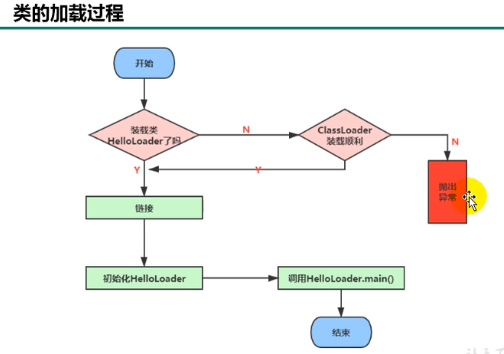 类的加载过程
开始
装载类
HelloLoader了吗
N
ClassLoader
装载顺利
N
抛出
异常
Y
Y
链接
初始化HelloLoader
调用HelloLoader.main()
结束